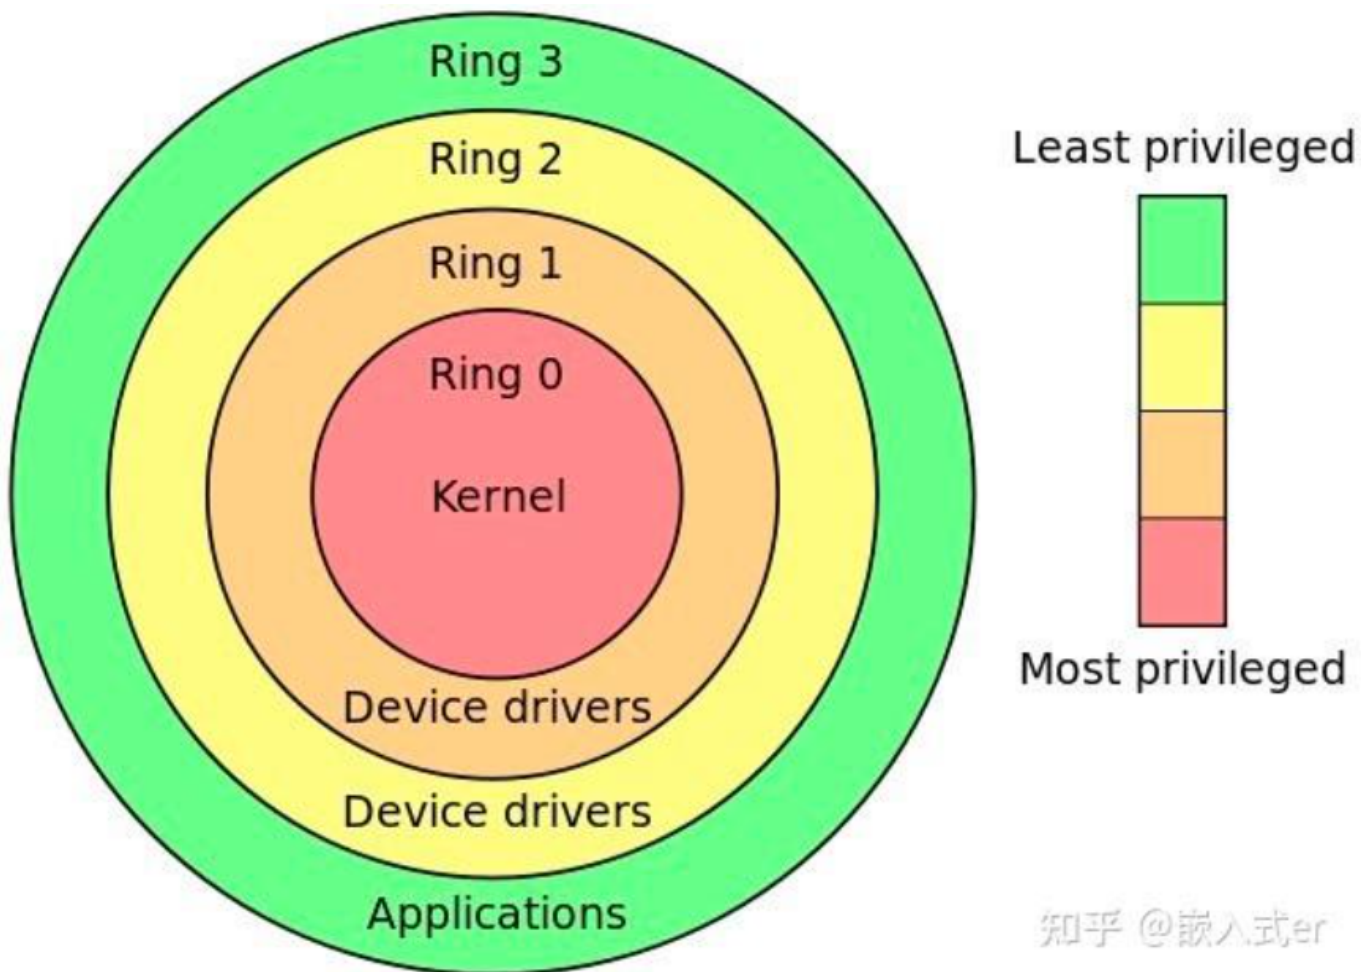 Ring 3
Ring 2
Ring 1
Ring 0
Kernel
Device drivers
Device drivers
Applications
Least privileged
Most privileged
知乎 @嵌入式er